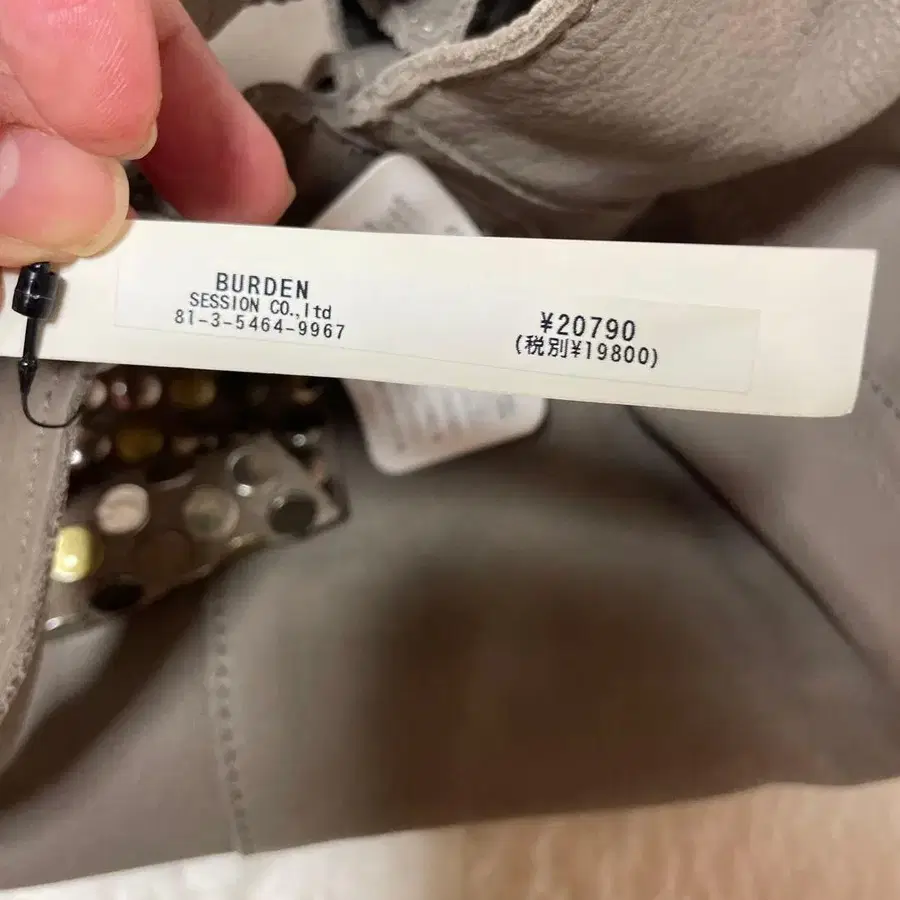 BURDEN
SESSION CO.,ltd
81-3-5464-9967
¥20790
(税別¥19800)